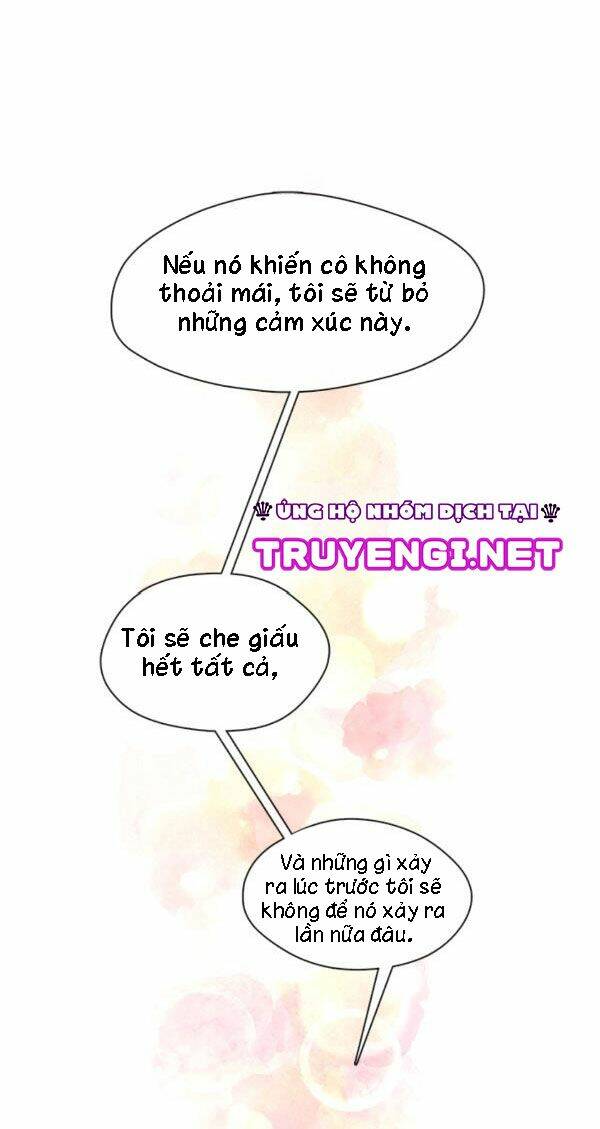 Nếu nó khiến cô không
thoải mái, tôi sẽ từ bỏ
những cảm xúc này.
ỦNG HỘ NHÓM DỊCH TẠI
TRUYENGI.NET
Tôi sẽ che giấu
hết tất cả,
Và những gì xảy
ra lúc trước tôi sẽ
không để nó xảy ra
lần nữa đâu.